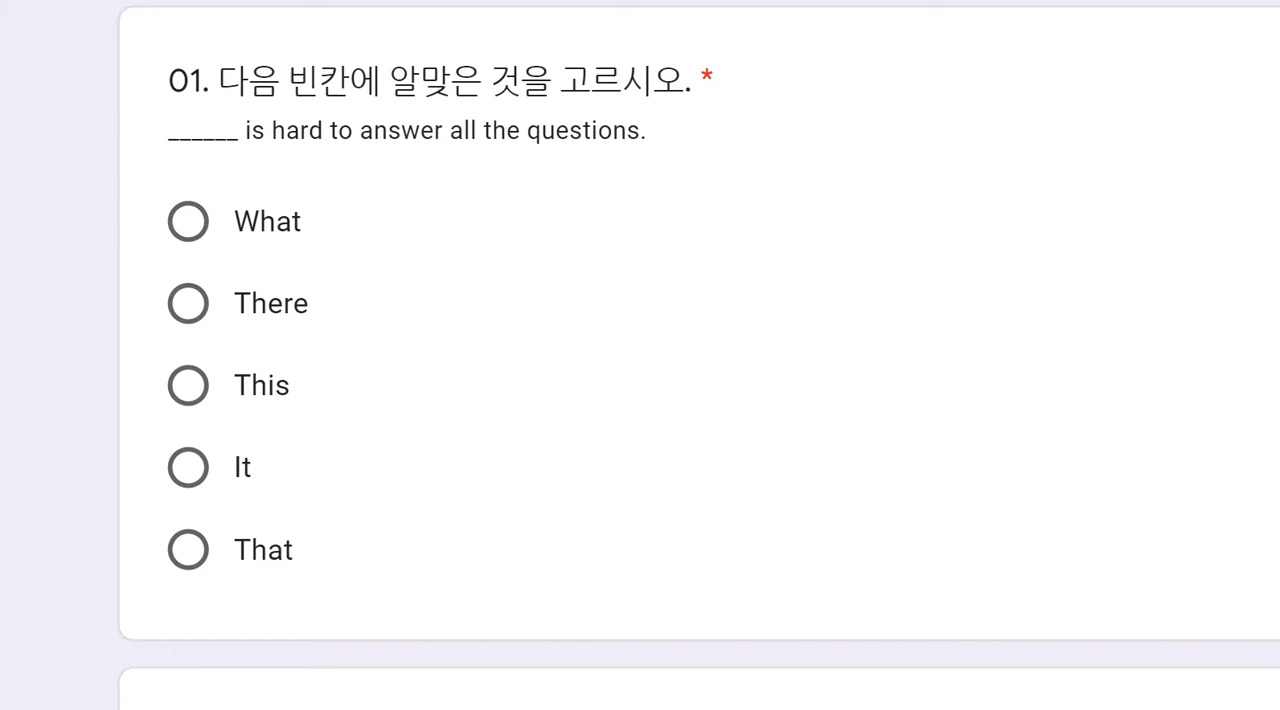 01. 다음 빈칸에 알맞은 것을 고르시오. *
______ is hard to answer all the questions.
What
There
This
It
That